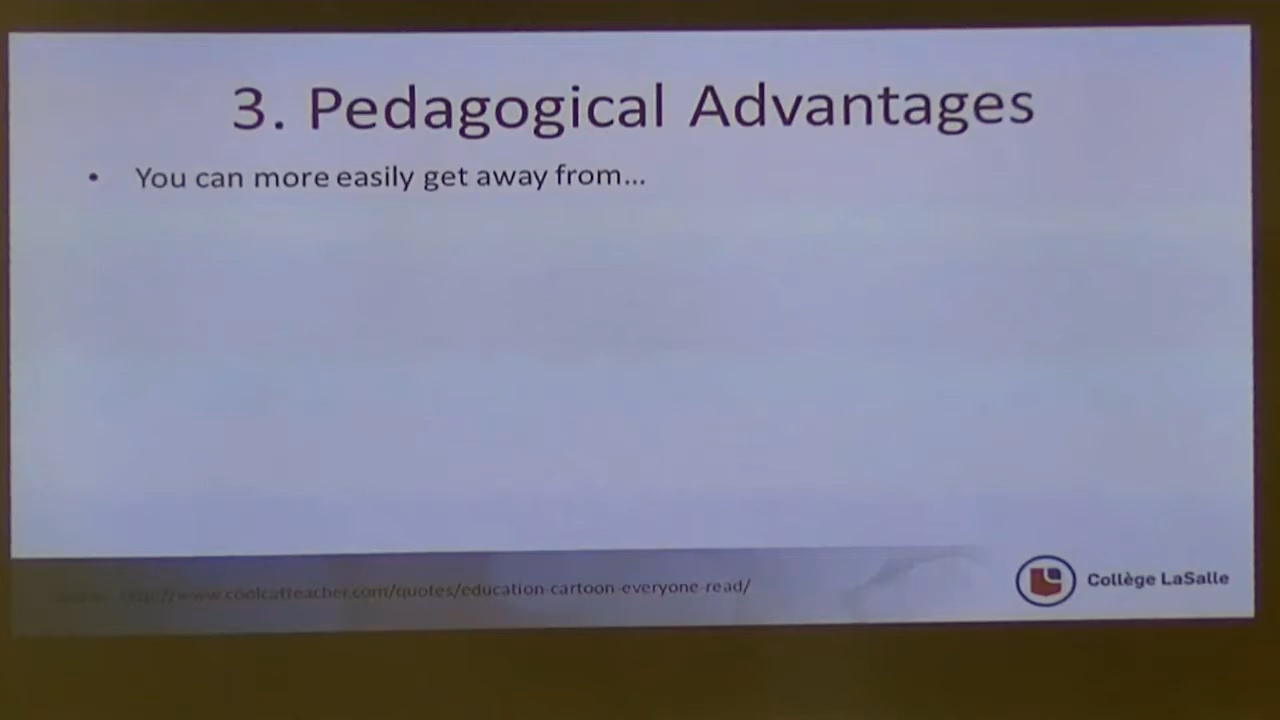 3. Pedagogical Advantages
• You can more easily get away from...
http://www.coolcatteacher.com/quotes/education-cartoon-everyone-read/
Collège LaSalle